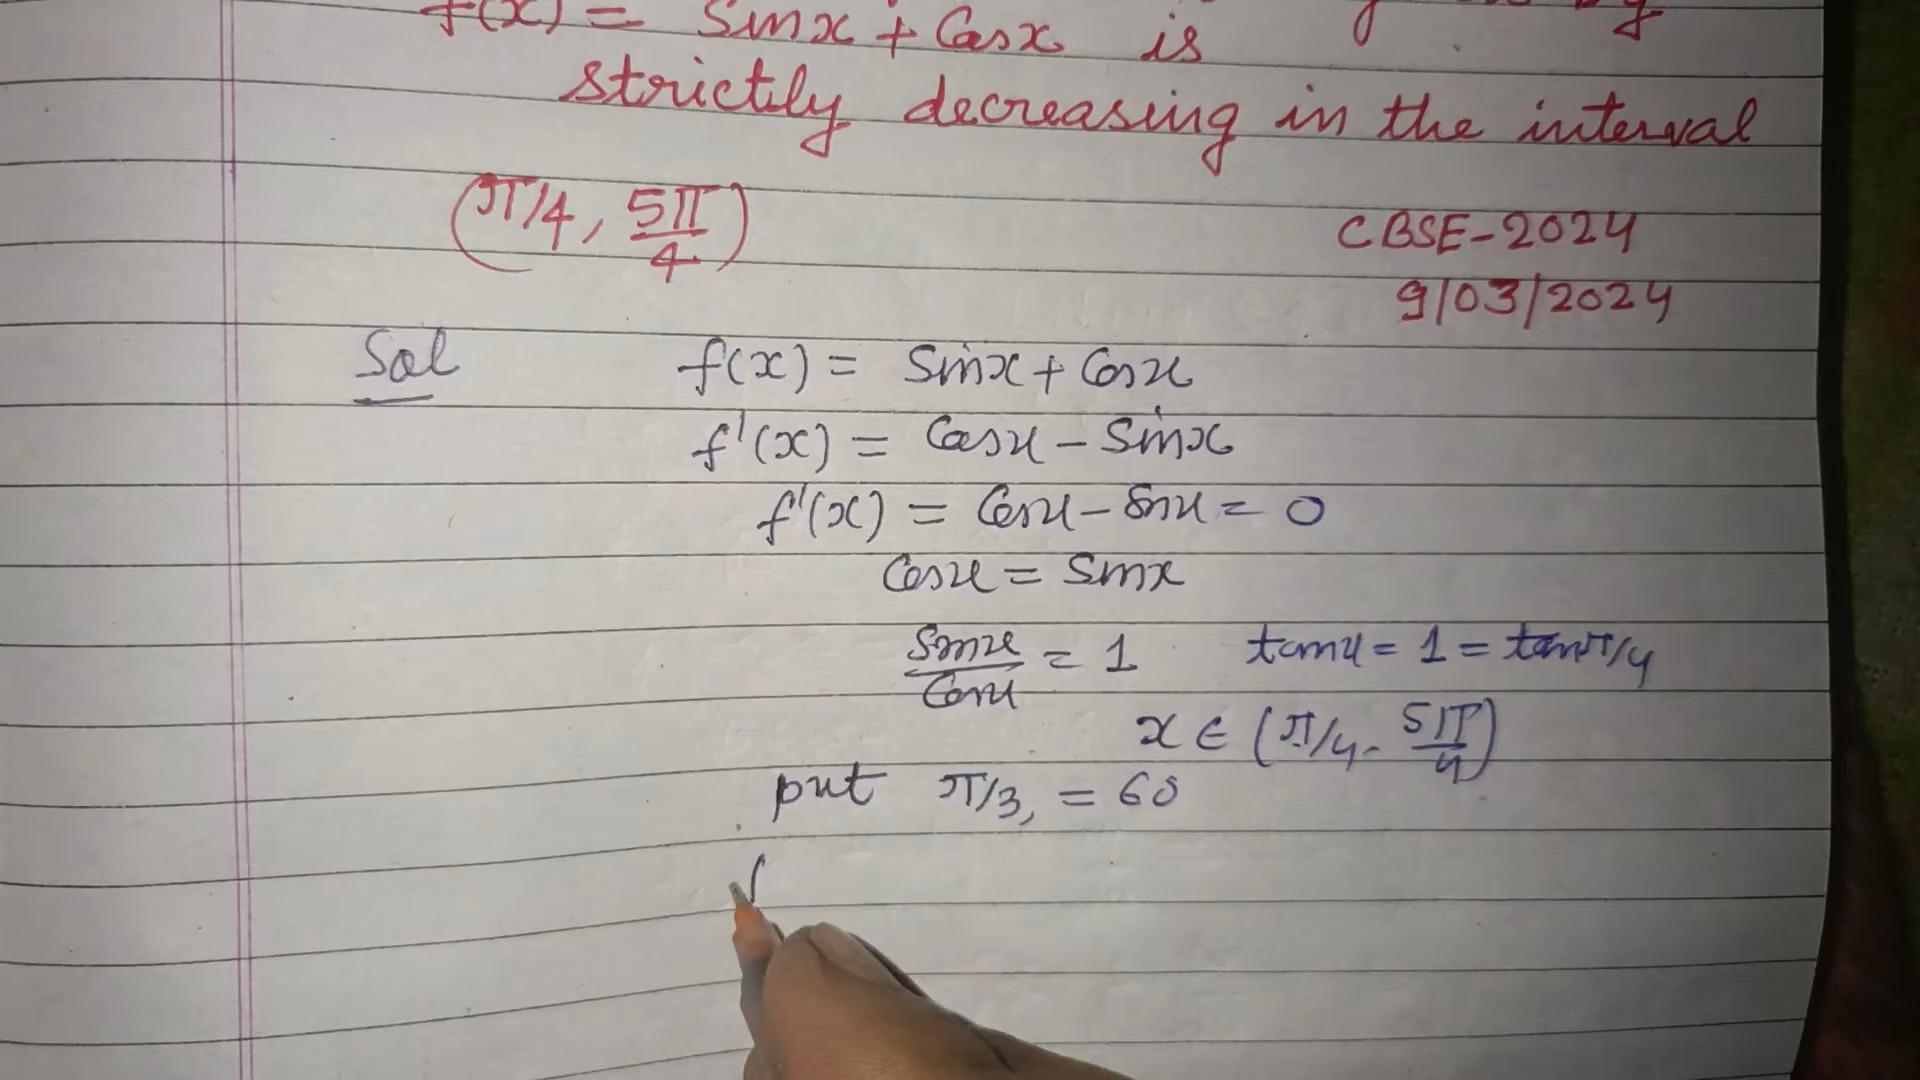 f(x) = Sinx + Cosx is
strictly decreasing in the interval
(π/4, 5π/4)
CBSE-2024
9/03/2024
Sol f(x) = Sinx + Cosx
f'(x) = Cosx - Sinx
f'(x) = Cosx - Sinx = 0
Cosx = Sinx
Sinx/Cosx = 1 tanx = 1 = tanπ/4
x ∈ (π/4, 5π/4)
put π/3, = 60